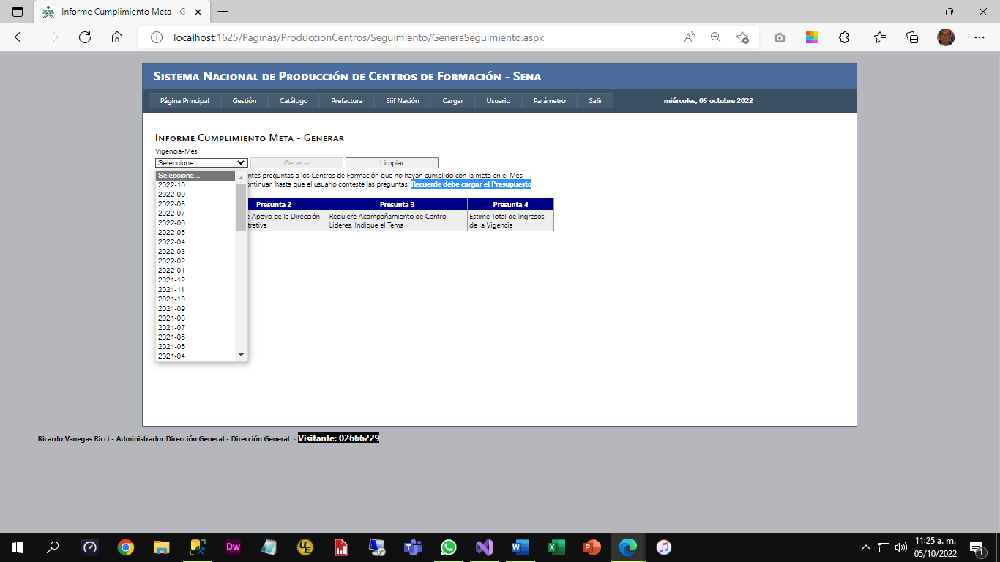 Informe Cumplimiento Meta - Ge
localhost:1625/Paginas/ProduccionCentros/Seguimiento/GeneraSeguimiento.aspx
Sistema Nacional de Producción de Centros de Formación - Sena
Página Principal Gestión Catálogo Prefactura Siif Nación Cargar Usuario Parámetro Salir miércoles, 05 octubre 2022
Informe Cumplimiento Meta - Generar
Vigencia-Mes
Seleccione... Generar Limpiar
ntes preguntas a los Centros de Formación que no hayan cumplido con la meta en el Mes
ontinuar, hasta que el usuario conteste las preguntas. Recuerde debe cargar el Presupuesto
Presunta 2 Presunta 3 Presunta 4
e Apoyo de la Dirección Requiere Acompañamiento de Centro Estime Total de Ingresos
trativa Lideres, Indique el Tema de la Vigencia
Seleccione...
2022-10
2022-09
2022-08
2022-07
2022-06
2022-05
2022-04
2022-03
2022-02
2022-01
2021-12
2021-11
2021-10
2021-09
2021-08
2021-07
2021-06
2021-05
2021-04
Ricardo Vanegas Ricci - Administrador Dirección General - Dirección General - Visitante: 02666229
11:25 a. m.
05/10/2022
1